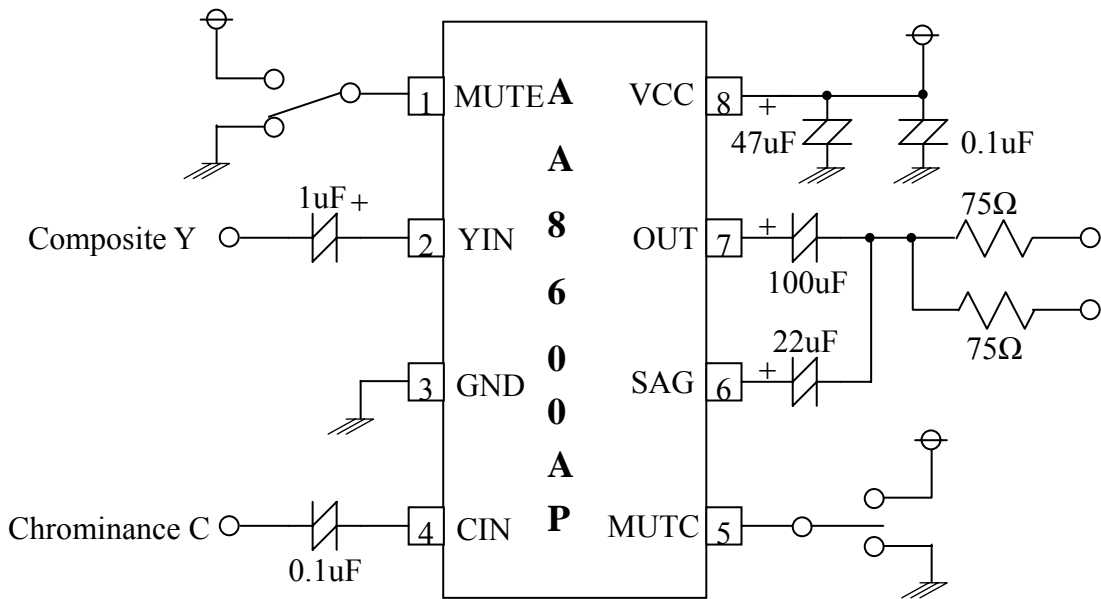 1 MUTE
VCC 8
+
47uF
0.1uF
Composite Y
1uF +
2 YIN
OUT 7
+
100uF
75Ω
75Ω
3 GND
SAG 6
+
22uF
Chrominance C
0.1uF
4 CIN
MUTC 5
A
A
8
6
0
0
A
P